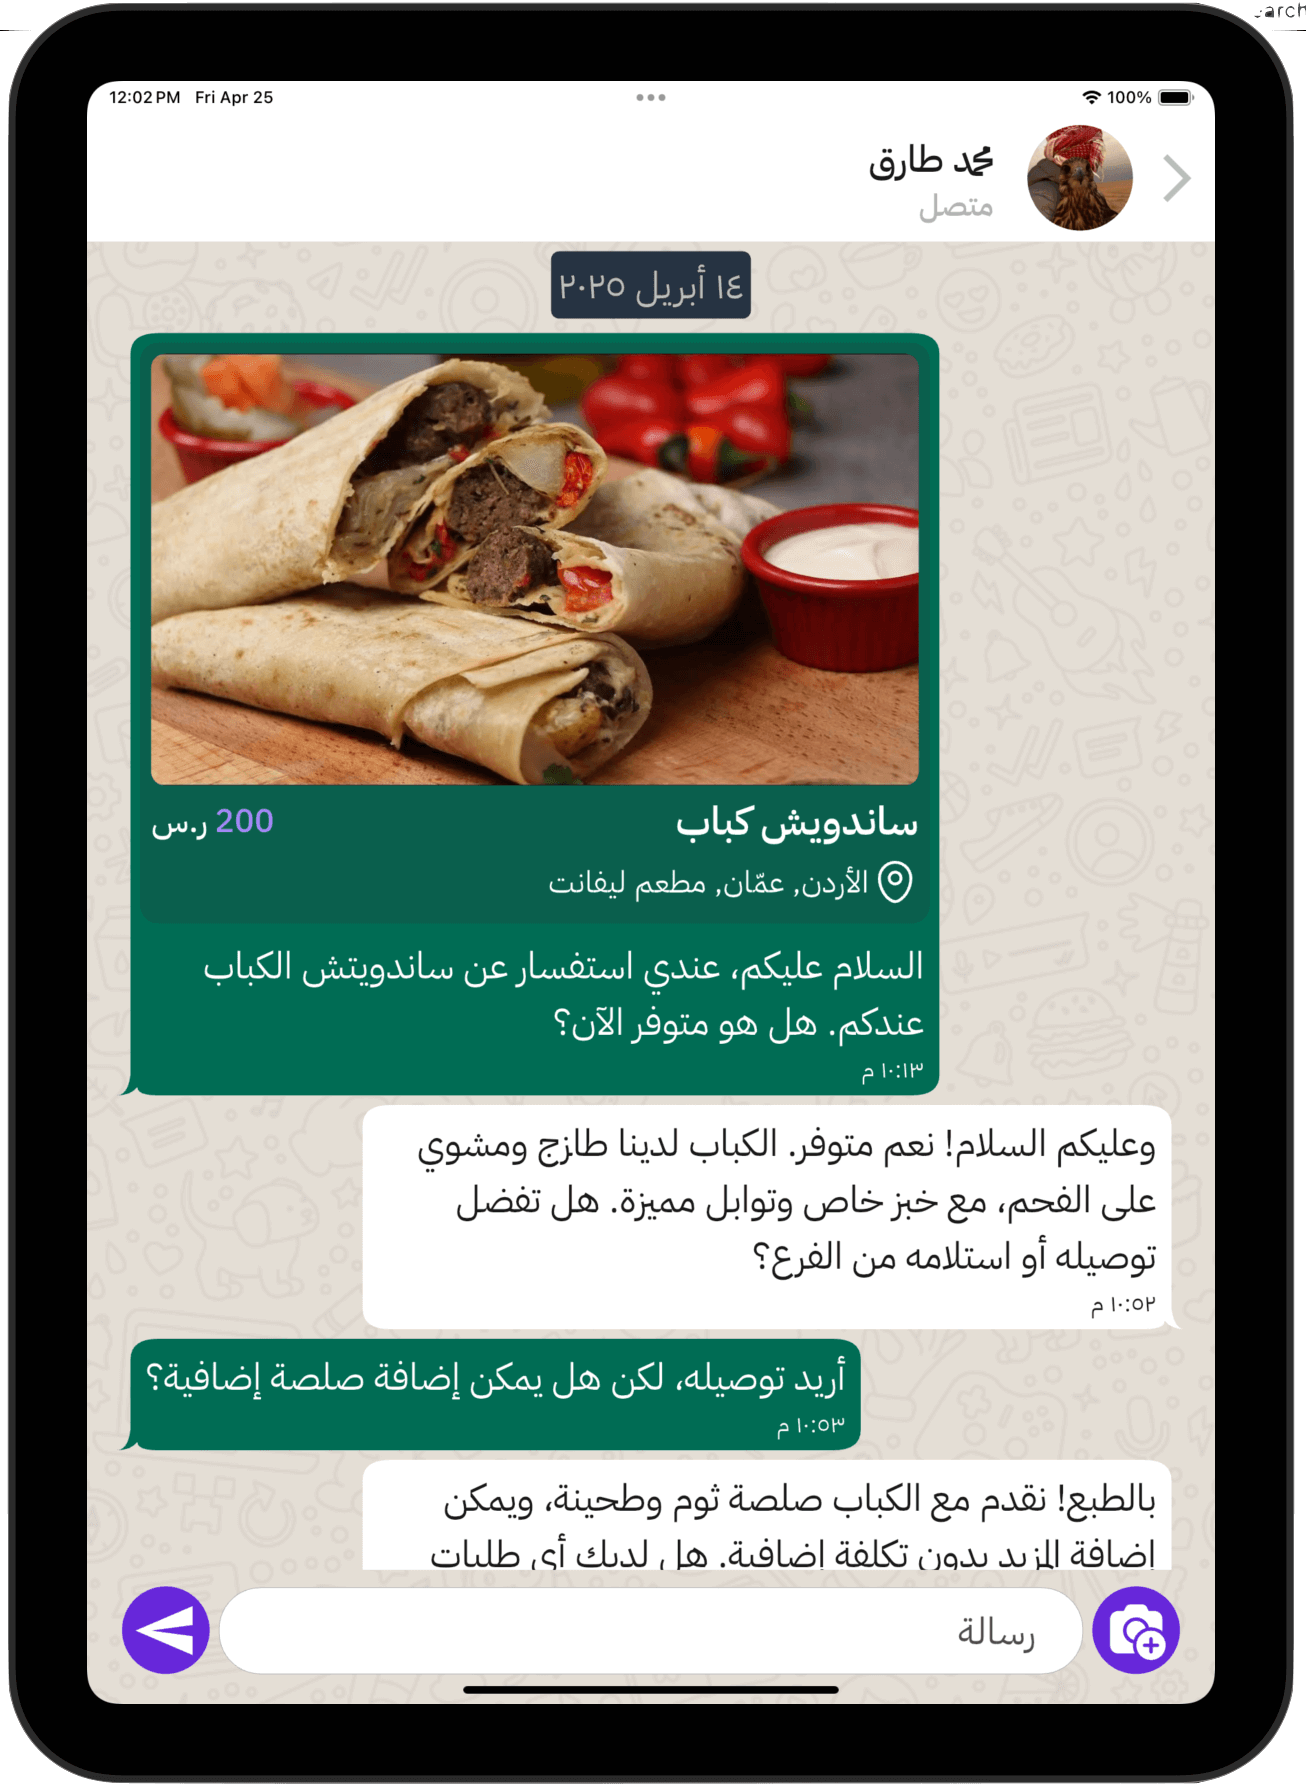 earch
12:02 PM Fri Apr 25
100%
محمد طارق
متصل
١٤ أبريل ٢٠٢٥
ساندويش كباب
200 ر.س
الأردن, عمّان, مطعم ليفانت
السلام عليكم، عندي استفسار عن ساندويتش الكباب
عندكم. هل هو متوفر الآن؟
١٠:١٣ م
وعليكم السلام! نعم متوفر. الكباب لدينا طازج ومشوي
على الفحم، مع خبز خاص وتوابل مميزة. هل تفضل
توصيله أو استلامه من الفرع؟
١٠:٥٢ م
أريد توصيله، لكن هل يمكن إضافة صلصة إضافية؟
١٠:٥٣ م
بالطبع! نقدم مع الكباب صلصة ثوم وطحينة، ويمكن
إضافة المزيد بدون تكلفة إضافية. هل لديك أي طلبات
رسالة